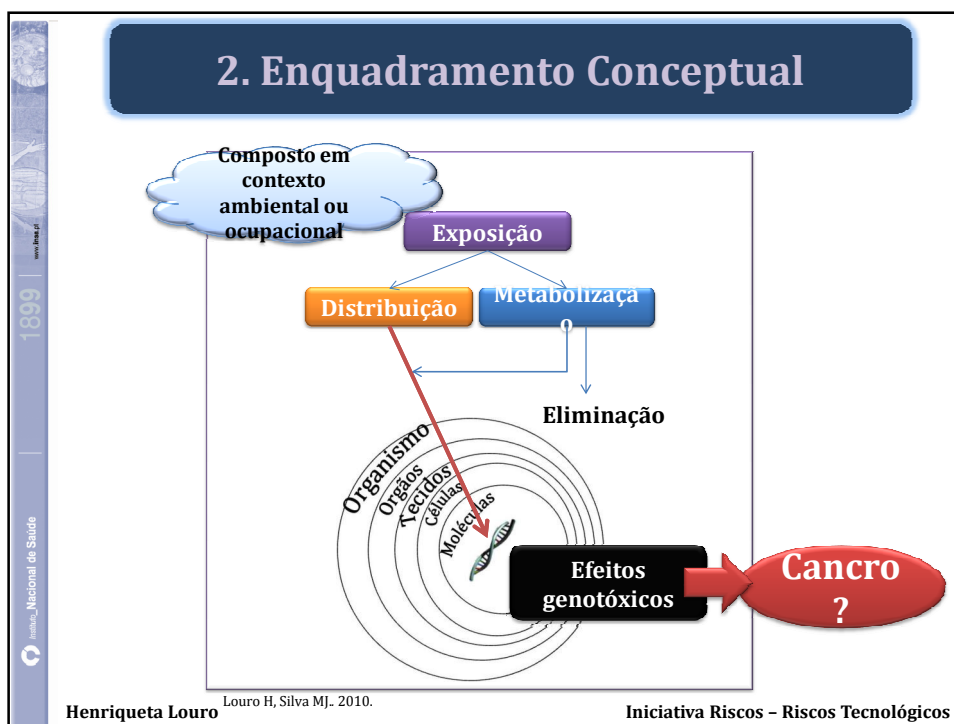 2. Enquadramento Conceptual
Composto em
contexto
ambiental ou
ocupacional
Exposição
Distribuição
Metabolizaçã
o
Eliminação
Organismo
Orgãos
Tecidos
Células
Moléculas
Efeitos
genotóxicos
Cancro
?
Louro H, Silva MJ.. 2010.
Henriqueta Louro
Iniciativa Riscos – Riscos Tecnológicos
www.insa.pt
1899
Instituto_Nacional de Saúde